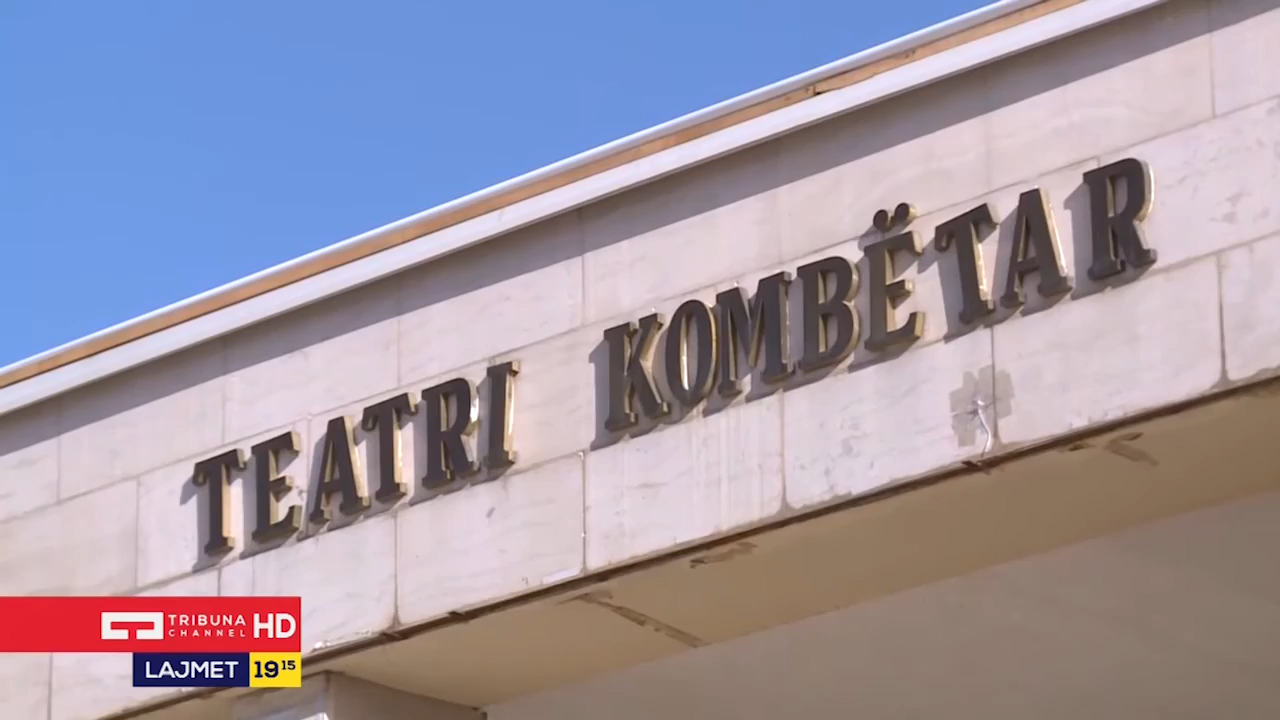 TEATRI KOMBËTAR
TRIBUNA
CHANNEL
HD
LAJMET 19 15